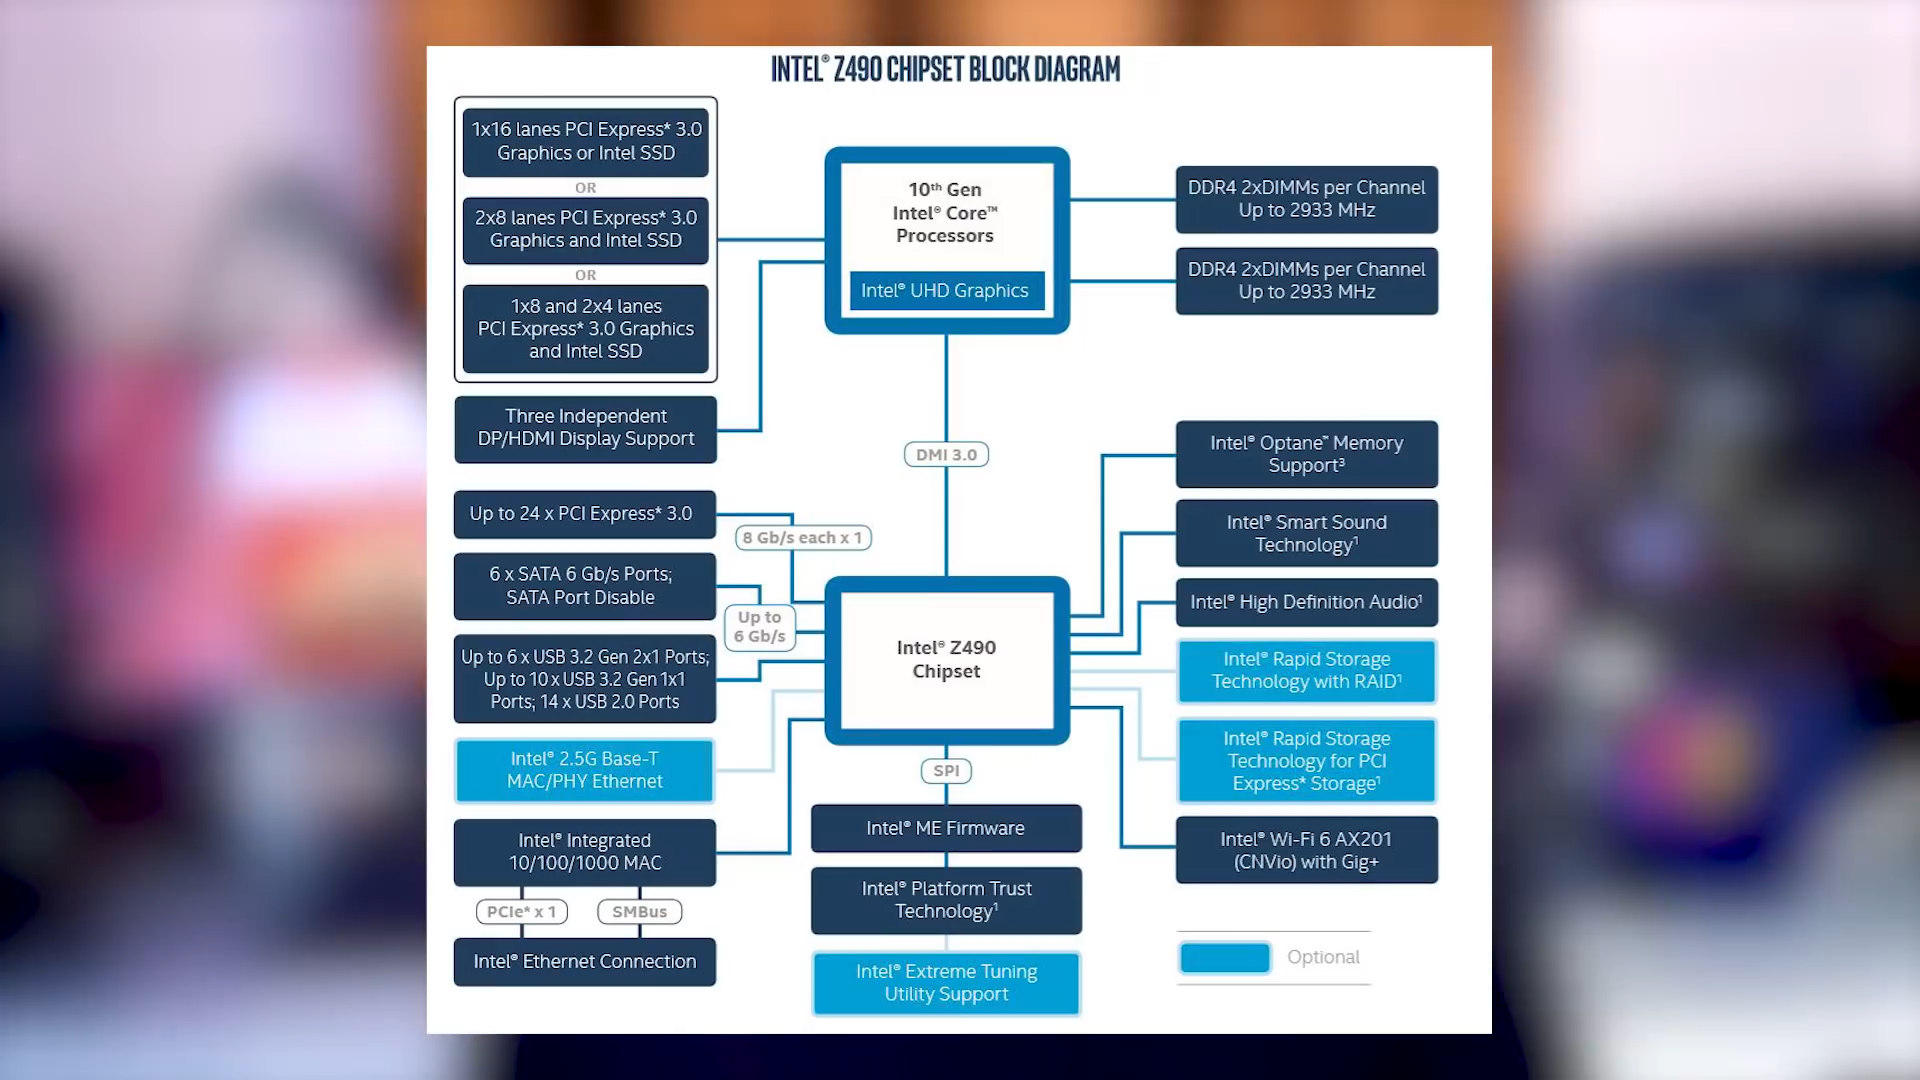 INTEL® Z490 CHIPSET BLOCK DIAGRAM
1x16 lanes PCI Express* 3.0
Graphics or Intel SSD
OR
2x8 lanes PCI Express* 3.0
Graphics and Intel SSD
OR
1x8 and 2x4 lanes
PCI Express* 3.0 Graphics
and Intel SSD
Three Independent
DP/HDMI Display Support
10th Gen
Intel® Core™
Processors
Intel® UHD Graphics
DDR4 2xDIMMs per Channel
Up to 2933 MHz
DDR4 2xDIMMs per Channel
Up to 2933 MHz
DMI 3.0
Up to 24 x PCI Express* 3.0
8 Gb/s each x 1
6 x SATA 6 Gb/s Ports;
SATA Port Disable
Up to
6 Gb/s
Up to 6 x USB 3.2 Gen 2x1 Ports;
Up to 10 x USB 3.2 Gen 1x1
Ports; 14 x USB 2.0 Ports
Intel® 2.5G Base-T
MAC/PHY Ethernet
Intel® Integrated
10/100/1000 MAC
PCIe* x 1
SMBus
Intel® Ethernet Connection
Intel® Z490
Chipset
SPI
Intel® ME Firmware
Intel® Platform Trust
Technology¹
Intel® Extreme Tuning
Utility Support
Intel® Optane™ Memory
Support³
Intel® Smart Sound
Technology¹
Intel® High Definition Audio¹
Intel® Rapid Storage
Technology with RAID¹
Intel® Rapid Storage
Technology for PCI
Express* Storage¹
Intel® Wi-Fi 6 AX201
(CNVio) with Gig+
Optional